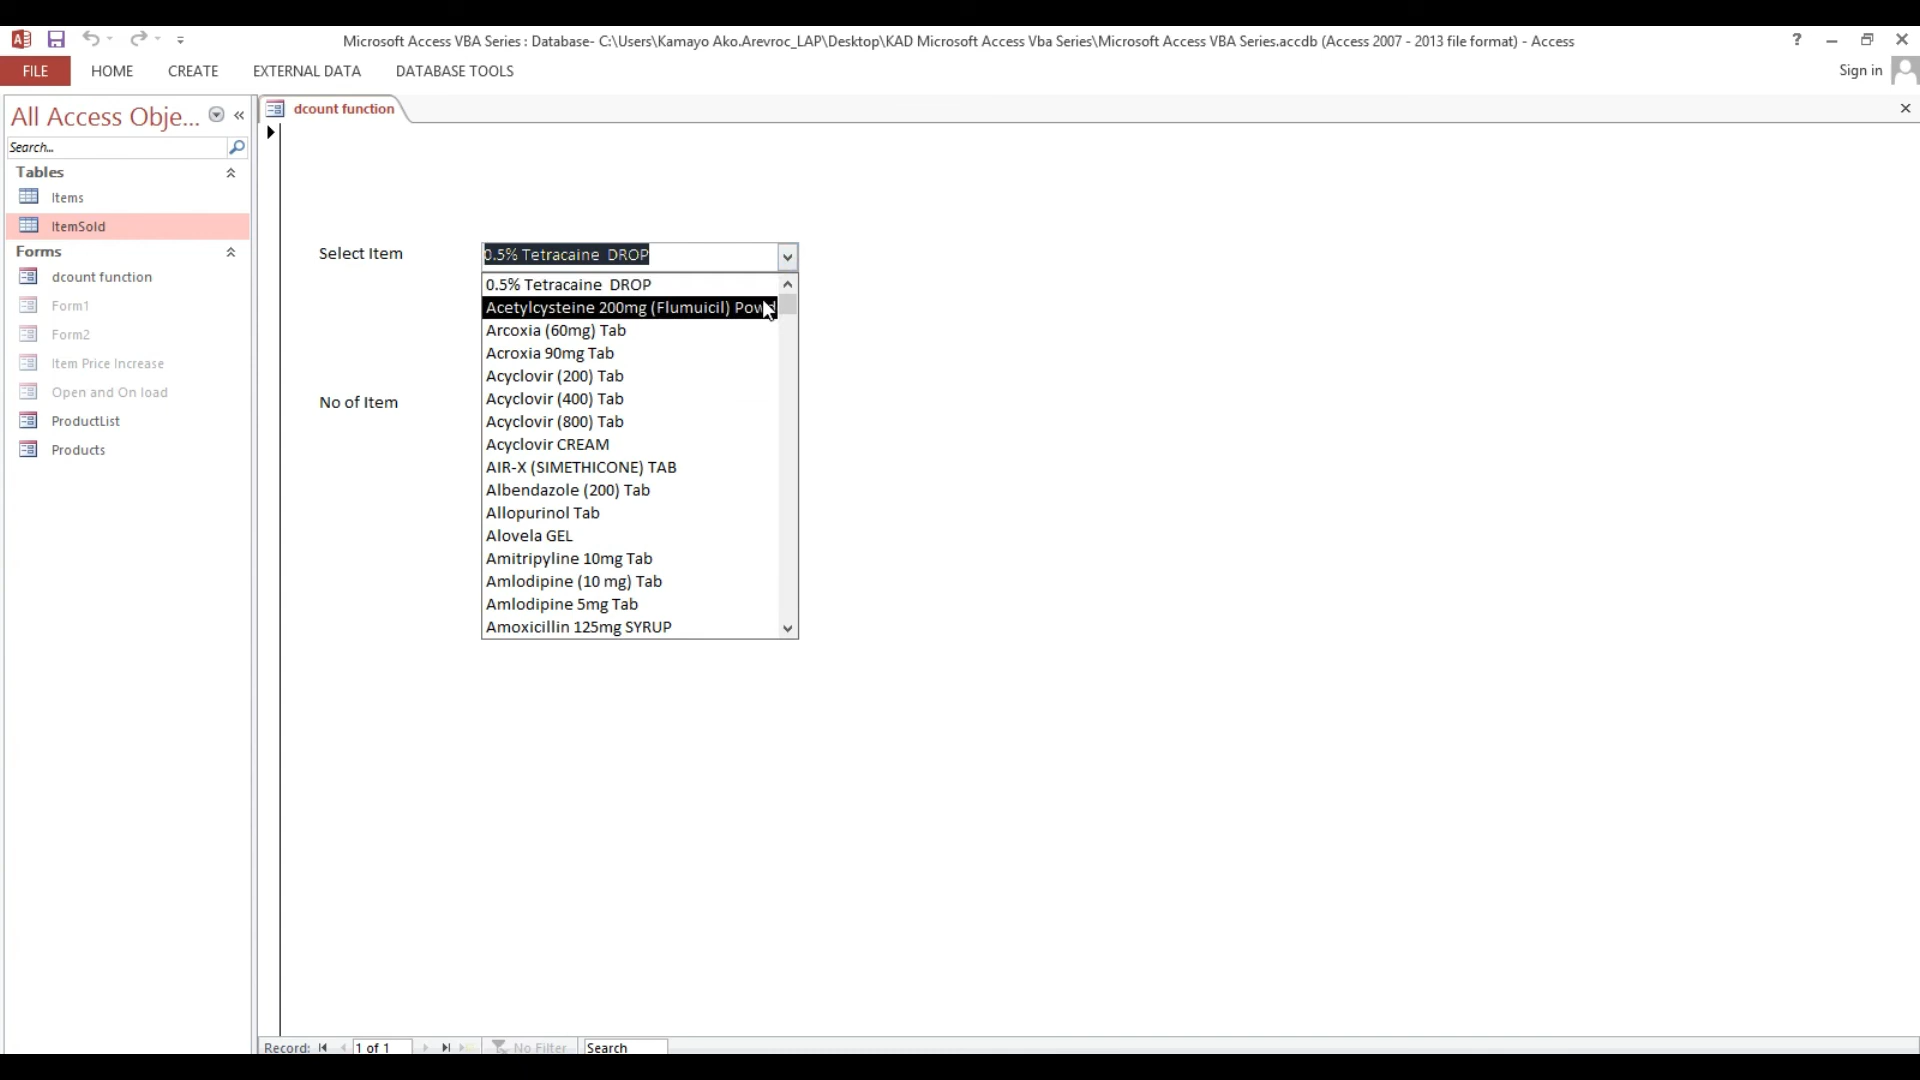 Microsoft Access VBA Series : Database- C:\Users\Kamayo Ako.Arevroc_LAP\Desktop\KAD Microsoft Access Vba Series\Microsoft Access VBA Series.accdb (Access 2007 - 2013 file format) - Access
FILE HOME CREATE EXTERNAL DATA DATABASE TOOLS Sign in
All Access Obje... dcount function
Search...
Tables
Items
ItemSold
Forms
dcount function
Form1
Form2
Item Price Increase
Open and On load
ProductList
Products
Select Item 0.5% Tetracaine DROP
0.5% Tetracaine DROP
Acetylcysteine 200mg (Flumuicil) Powd
Arcoxia (60mg) Tab
Acroxia 90mg Tab
Acyclovir (200) Tab
Acyclovir (400) Tab
No of Item
Acyclovir (800) Tab
Acyclovir CREAM
AIR-X (SIMETHICONE) TAB
Albendazole (200) Tab
Allopurinol Tab
Alovela GEL
Amitripyline 10mg Tab
Amlodipine (10 mg) Tab
Amlodipine 5mg Tab
Amoxicillin 125mg SYRUP
Record: 1 of 1 No Filter Search